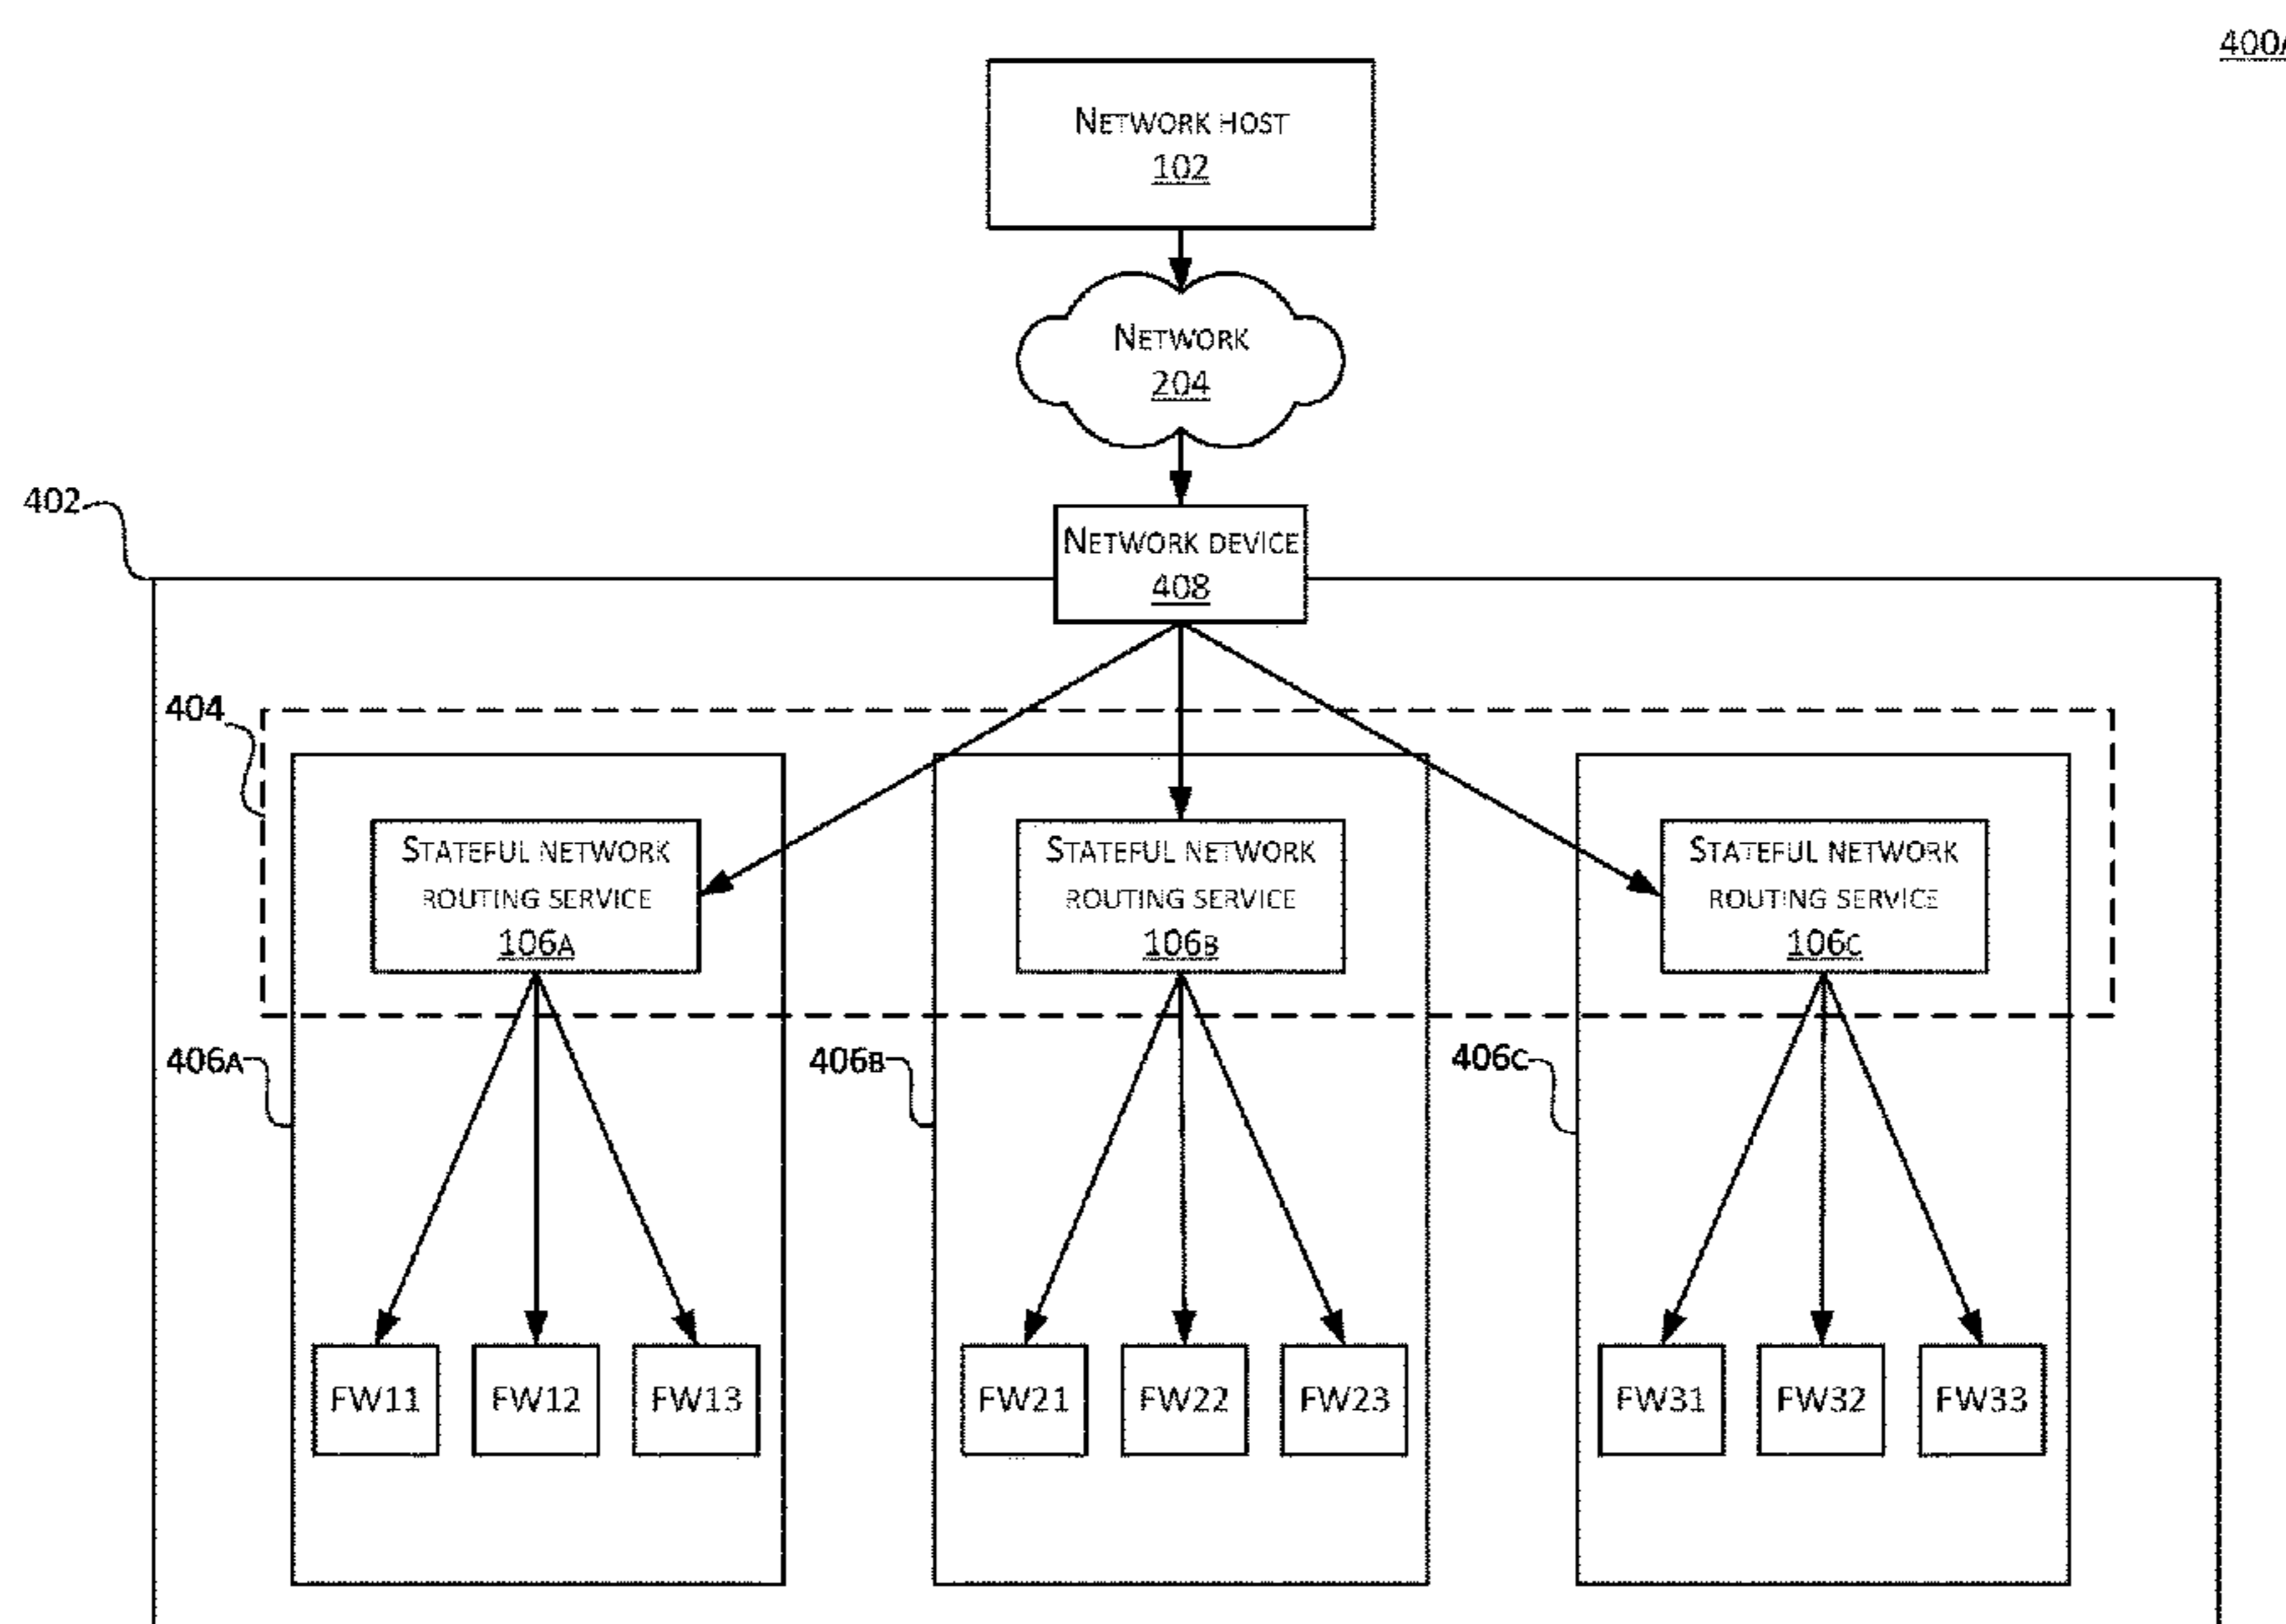 400A
NETWORK HOST
102
NETWORK
204
402
NETWORK DEVICE
408
404
STATEFUL NETWORK
ROUTING SERVICE
106A
STATEFUL NETWORK
ROUTING SERVICE
106B
STATEFUL NETWORK
ROUTING SERVICE
106C
406A
406B
406C
FW11
FW12
FW13
FW21
FW22
FW23
FW31
FW32
FW33